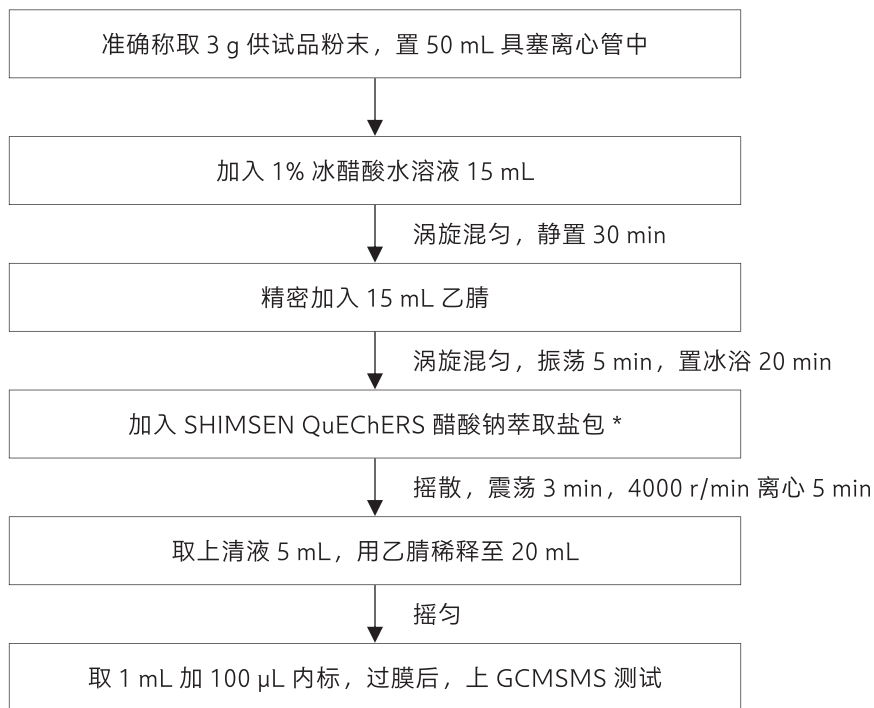 准确称取 3 g 供试品粉末，置 50 mL 具塞离心管中
加入 1% 冰醋酸水溶液 15 mL
涡旋混匀，静置 30 min
精密加入 15 mL 乙腈
涡旋混匀，振荡 5 min，置冰浴 20 min
加入 SHIMSEN QuEChERS 醋酸钠萃取盐包 *
摇散，震荡 3 min，4000 r/min 离心 5 min
取上清液 5 mL，用乙腈稀释至 20 mL
摇匀
取 1 mL 加 100 μL 内标，过膜后，上 GCMSMS 测试